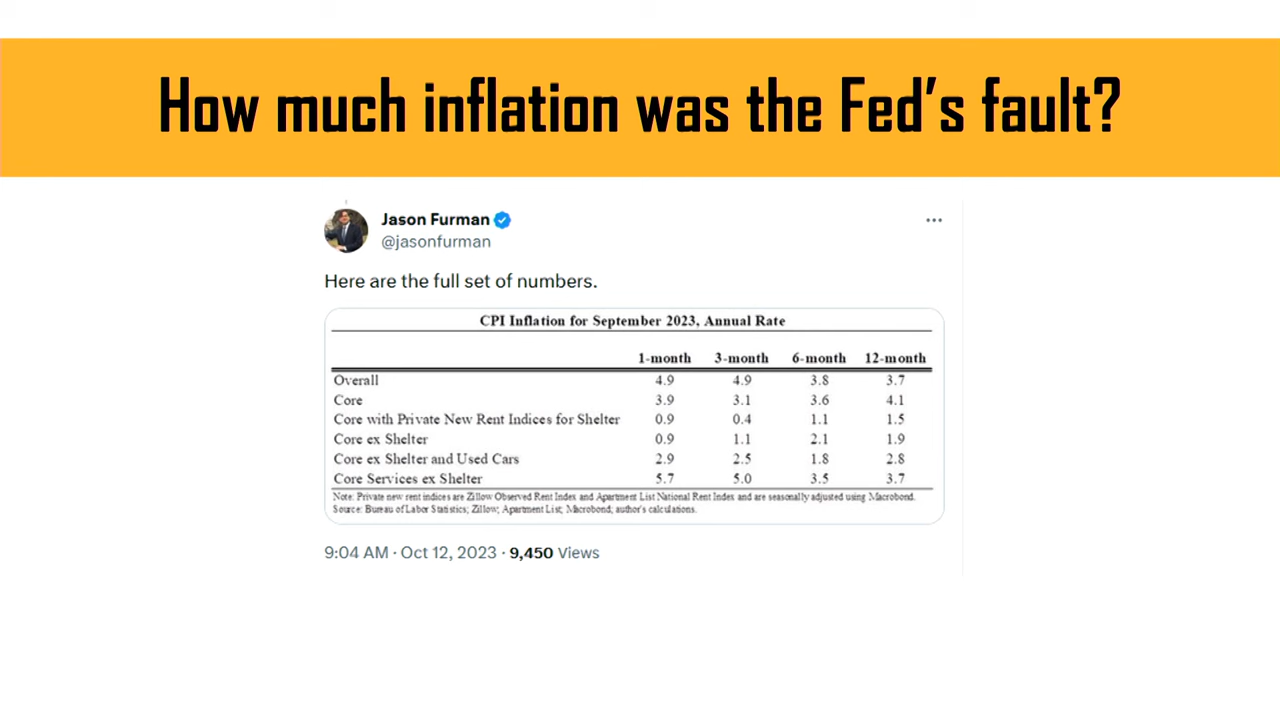 How much inflation was the Fed's fault?
Jason Furman
@jasonfurman
Here are the full set of numbers.
CPI Inflation for September 2023, Annual Rate
1-month 3-month 6-month 12-month
Overall 4.9 4.9 3.8 3.7
Core 3.9 3.1 3.6 4.1
Core with Private New Rent Indices for Shelter 0.9 0.4 1.1 1.5
Core ex Shelter 0.9 1.1 2.1 1.9
Core ex Shelter and Used Cars 2.9 2.5 1.8 2.8
Core Services ex Shelter 5.7 5.0 3.5 3.7
Note: Private new rent indices are Zillow Observed Rent Index and Apartment List National Rent Index and are seasonally adjusted using Macrobond.
Source: Bureau of Labor Statistics; Zillow; Apartment List; Macrobond; author's calculations.
9:04 AM · Oct 12, 2023 · 9,450 Views